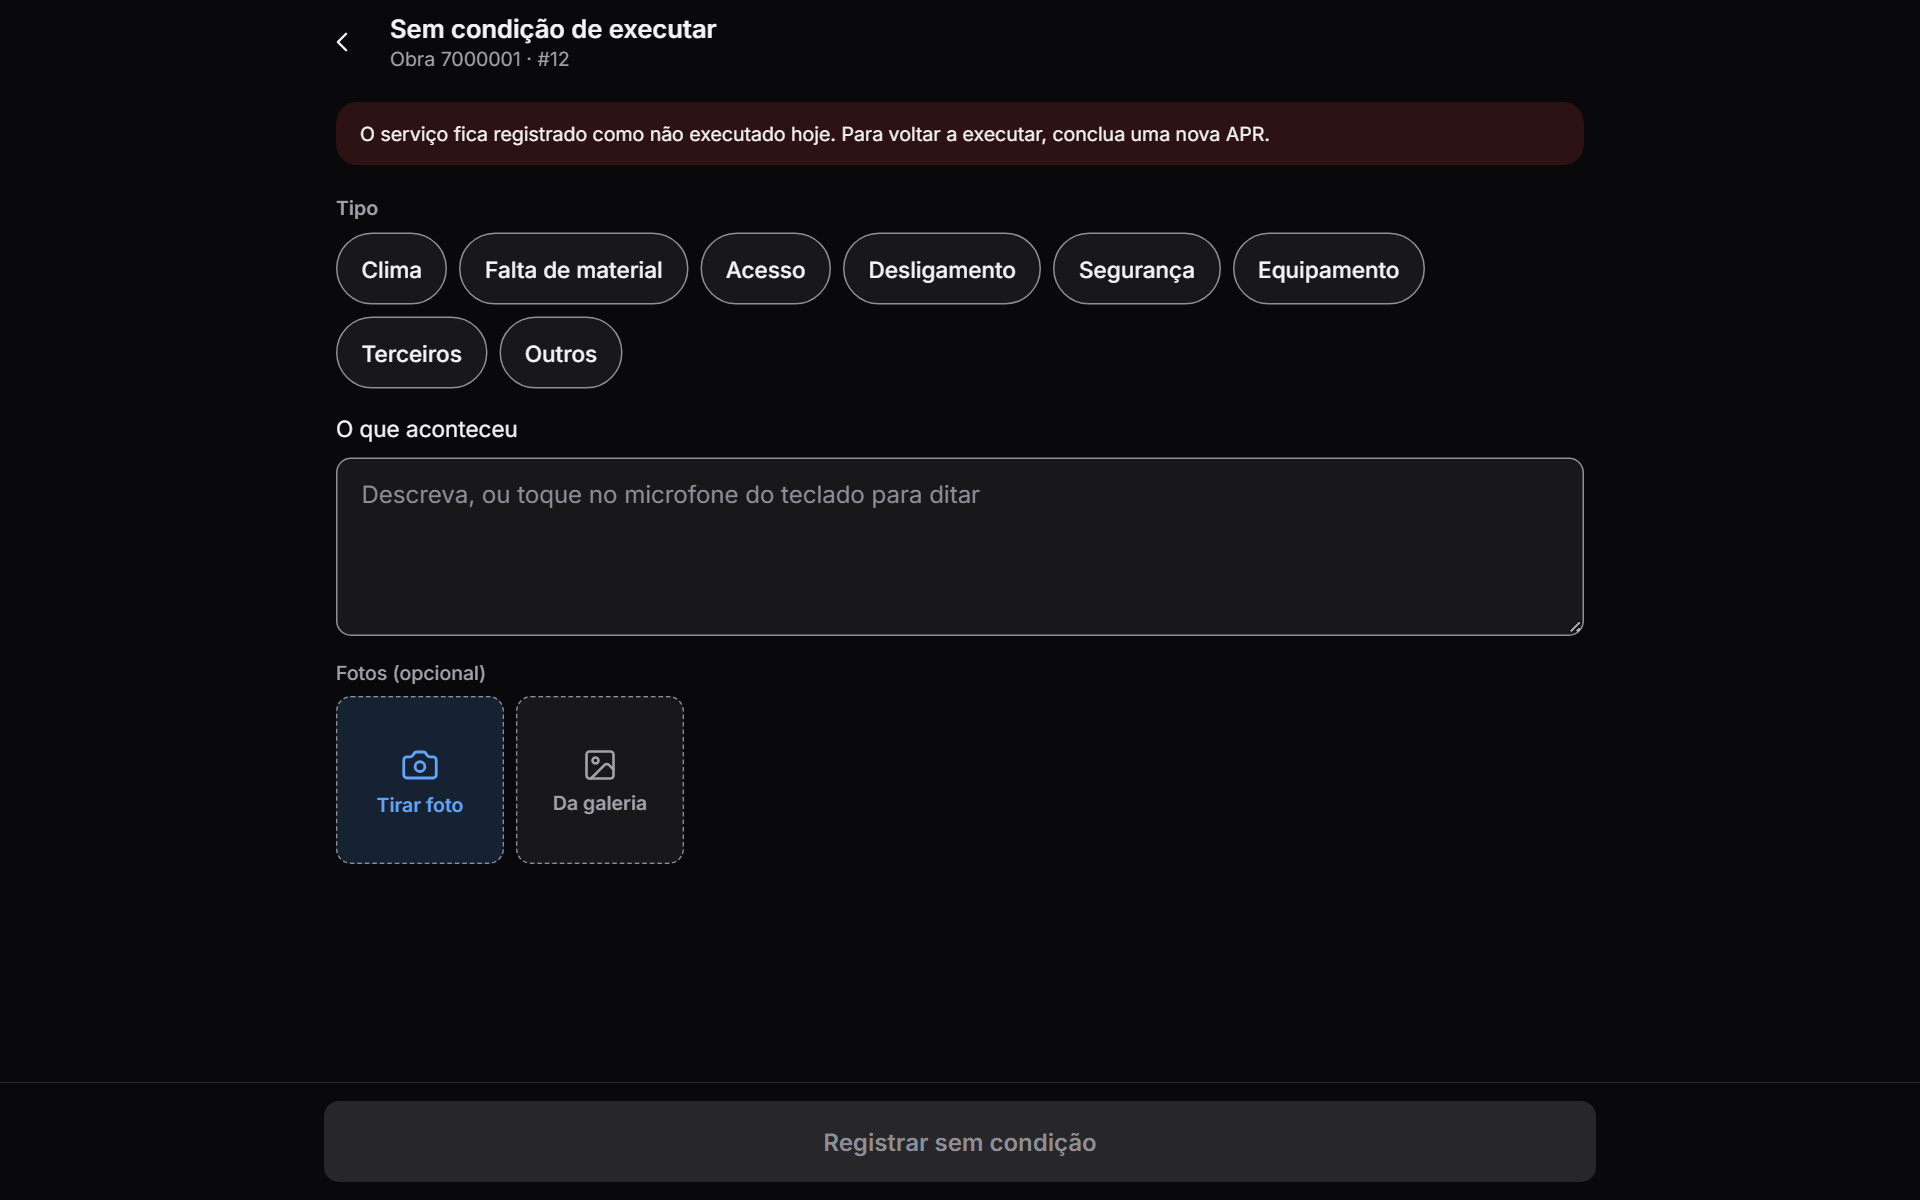 Sem condição de executar
Obra 7000001 · #12
O serviço fica registrado como não executado hoje. Para voltar a executar, conclua uma nova APR.
Tipo
Clima
Falta de material
Acesso
Desligamento
Segurança
Equipamento
Terceiros
Outros
O que aconteceu
Descreva, ou toque no microfone do teclado para ditar
Fotos (opcional)
Tirar foto
Da galeria
Registrar sem condição